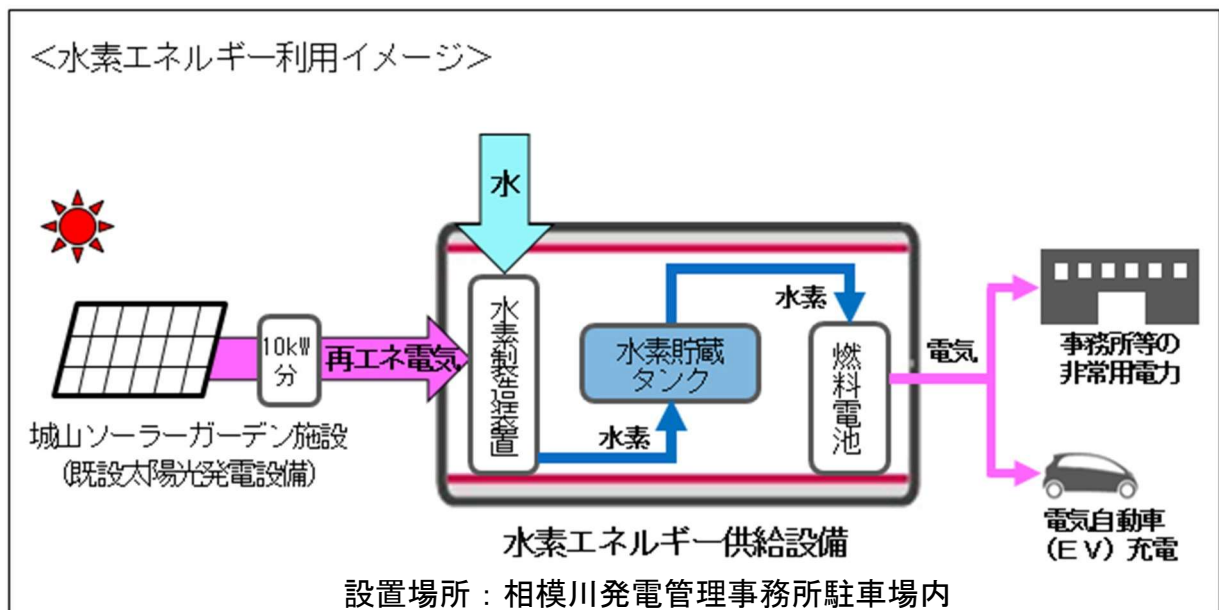 <水素エネルギー利用イメージ>
水
10kW
分
再エネ電気
水素製造装置
水素
水素貯蔵
タンク
水素
燃料電池
電気
事務所等の
非常用電力
電気自動車
(EV)充電
城山ソーラーガーデン施設
(既設太陽光発電設備)
水素エネルギー供給設備
設置場所：相模川発電管理事務所駐車場内